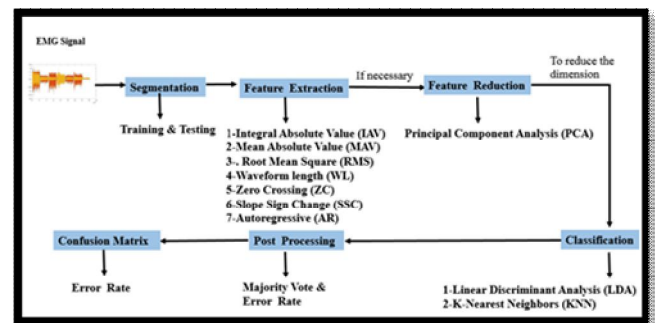 EMG Signal
Segmentation
Training & Testing
Feature Extraction
1-Integral Absolute Value (IAV)
2-Mean Absolute Value (MAV)
3-. Root Mean Square (RMS)
4-Waveform length (WL)
5-Zero Crossing (ZC)
6-Slope Sign Change (SSC)
7-Autoregressive (AR)
If necessary
Feature Reduction
Principal Component Analysis (PCA)
To reduce the
dimension
Classification
1-Linear Discriminant Analysis (LDA)
2-K-Nearest Neighbors (KNN)
Post Processing
Majority Vote &
Error Rate
Confusion Matrix
Error Rate